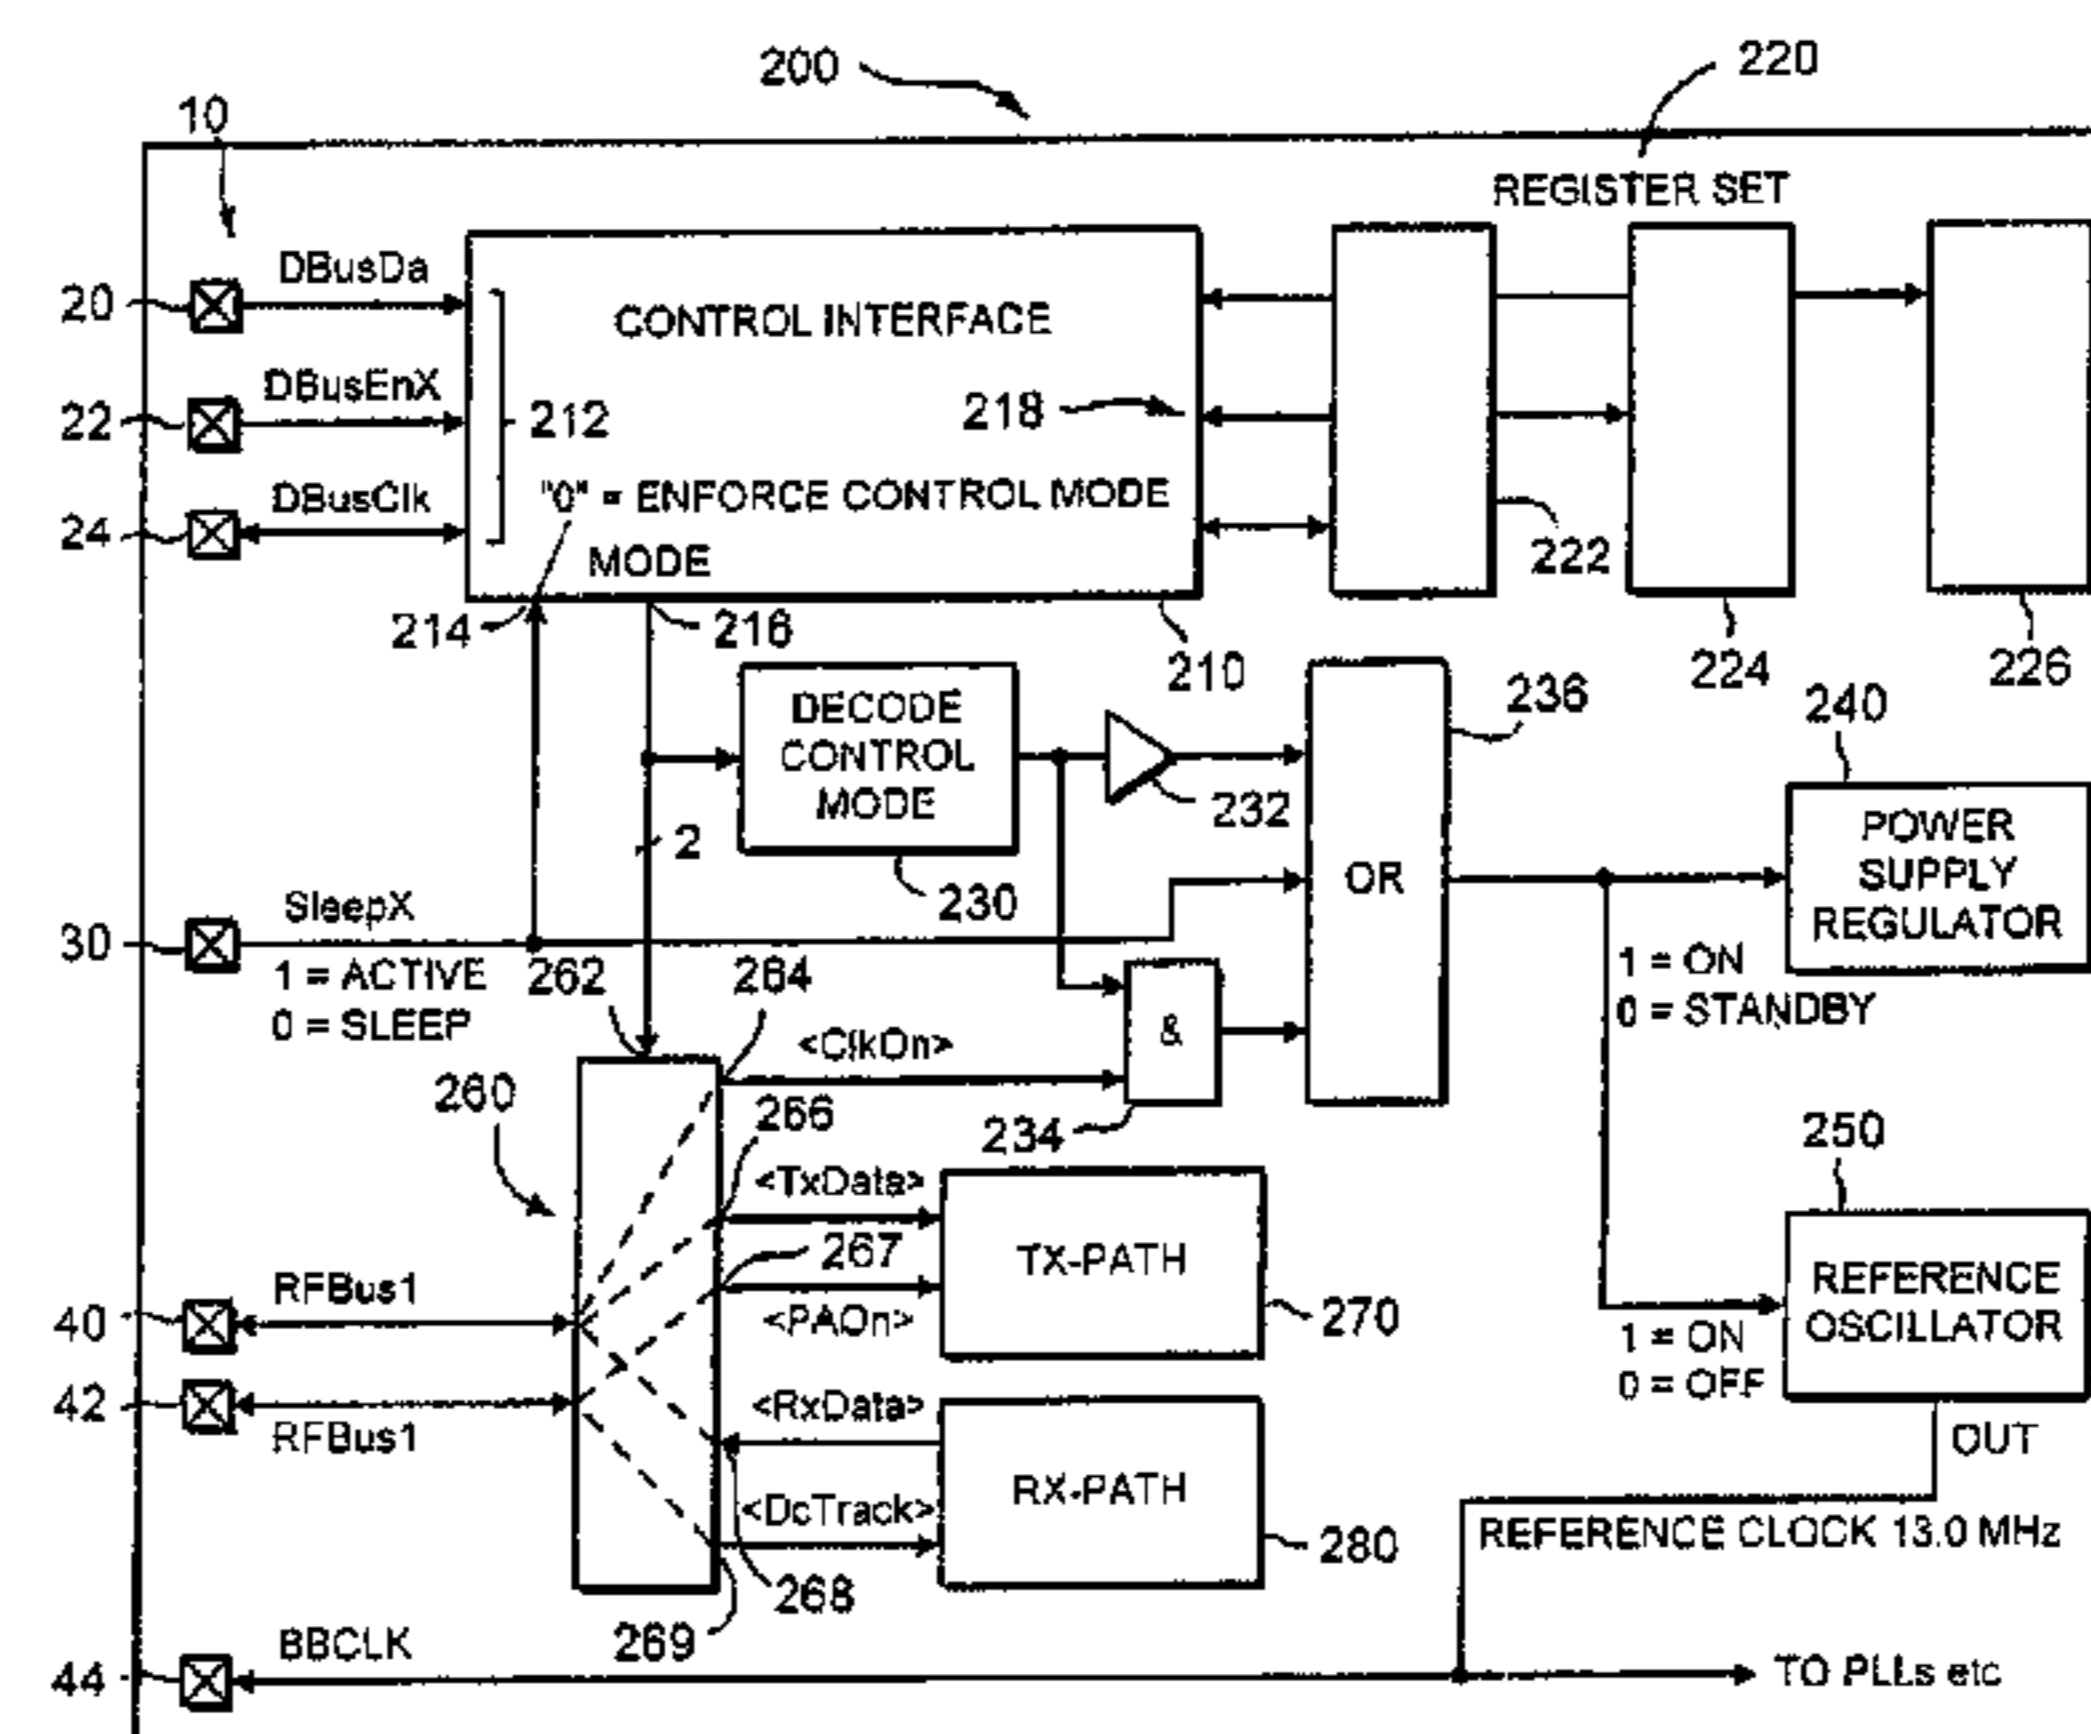 200
220
10
REGISTER SET
DBusDa
20
CONTROL INTERFACE
DBusEnX
22
212
218
DBusClk
"0" = ENFORCE CONTROL MODE
24
222
MODE
214
216
210
224
226
DECODE
CONTROL
MODE
236
240
232
2
POWER
SUPPLY
REGULATOR
OR
230
SleepX
30
1 = ACTIVE
0 = SLEEP
262
264
1 = ON
0 = STANDBY
<ClkOn>
&
260
266
234
250
<TxData>
267
TX-PATH
REFERENCE
OSCILLATOR
RFBus1
40
<PAOn>
270
1 = ON
0 = OFF
42
RFBus1
<RxData>
OUT
RX-PATH
<DcTrack>
REFERENCE CLOCK 13.0 MHz
280
268
269
BBCLK
44
TO PLLs etc